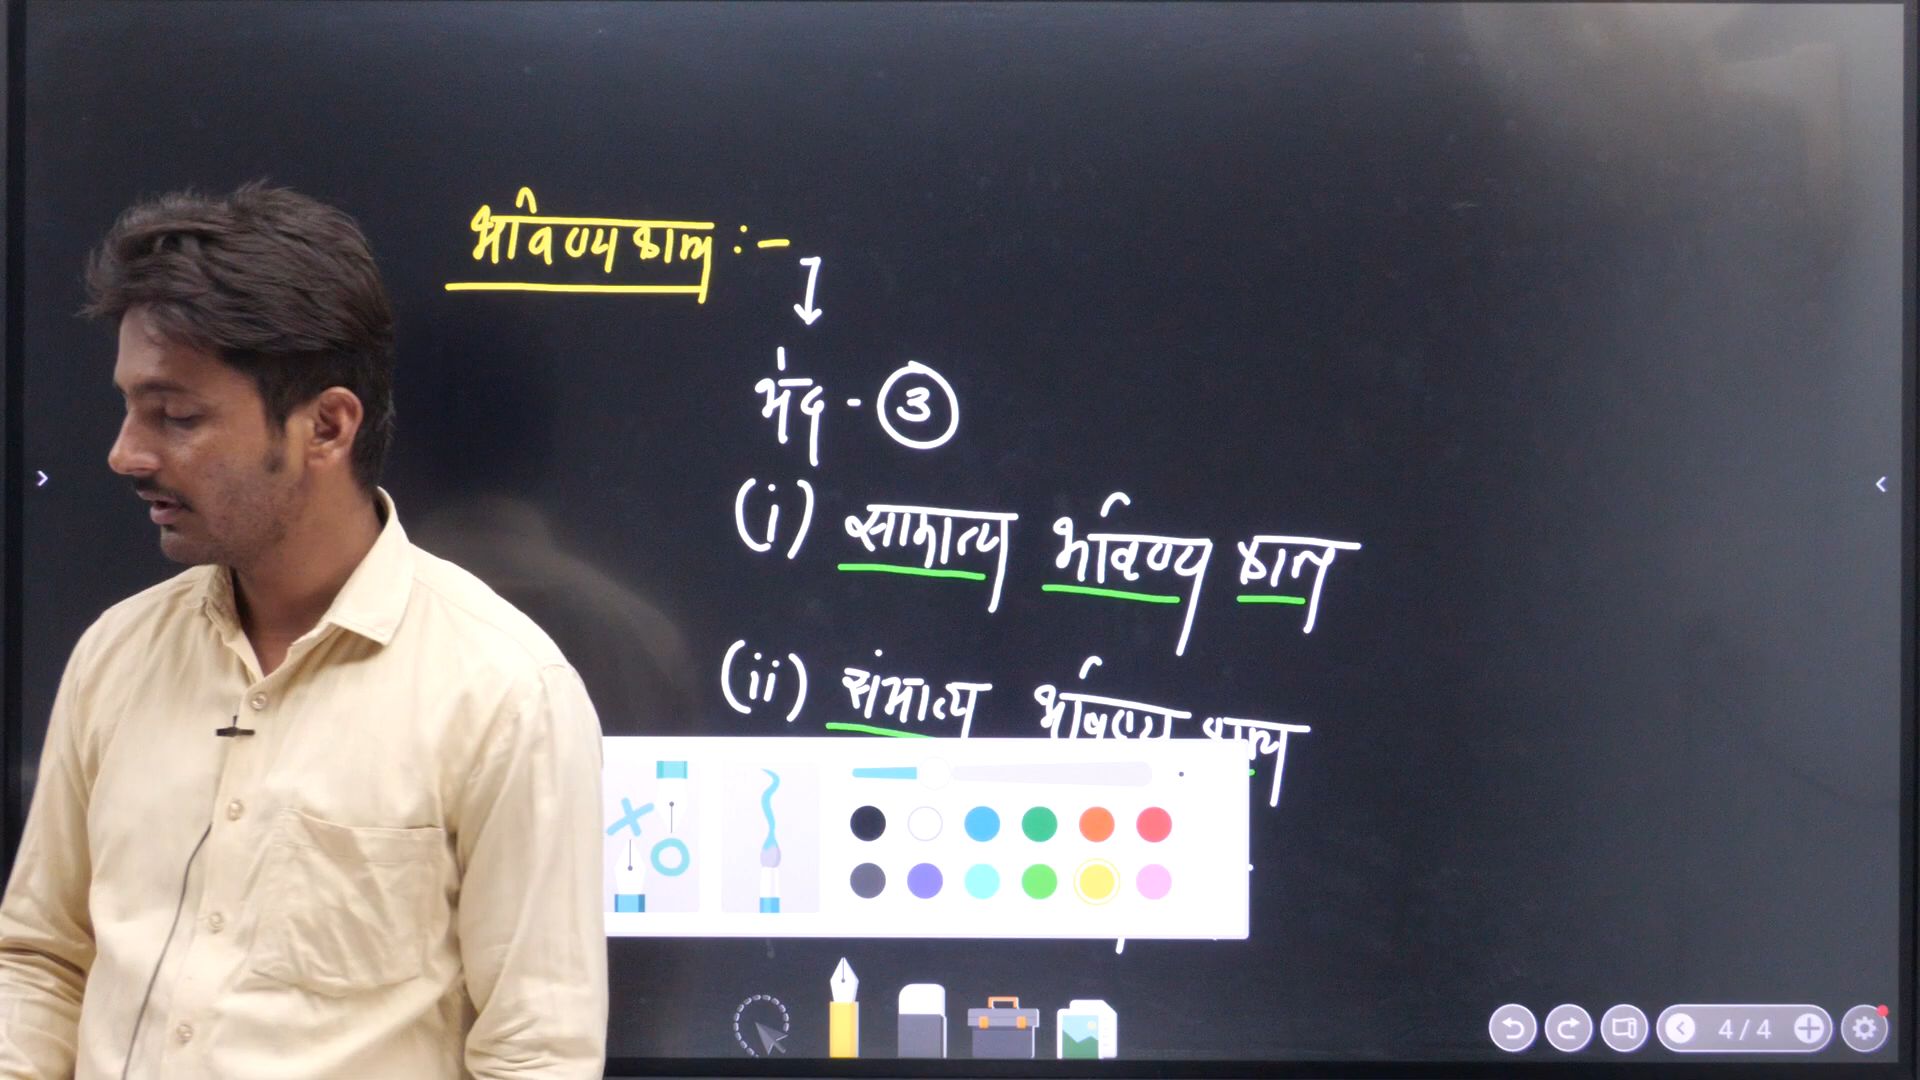 भविष्य काल :-
भेद - ③
(i) सामान्य भविष्य काल
(ii) संभाव्य भविष्य काल
4/4